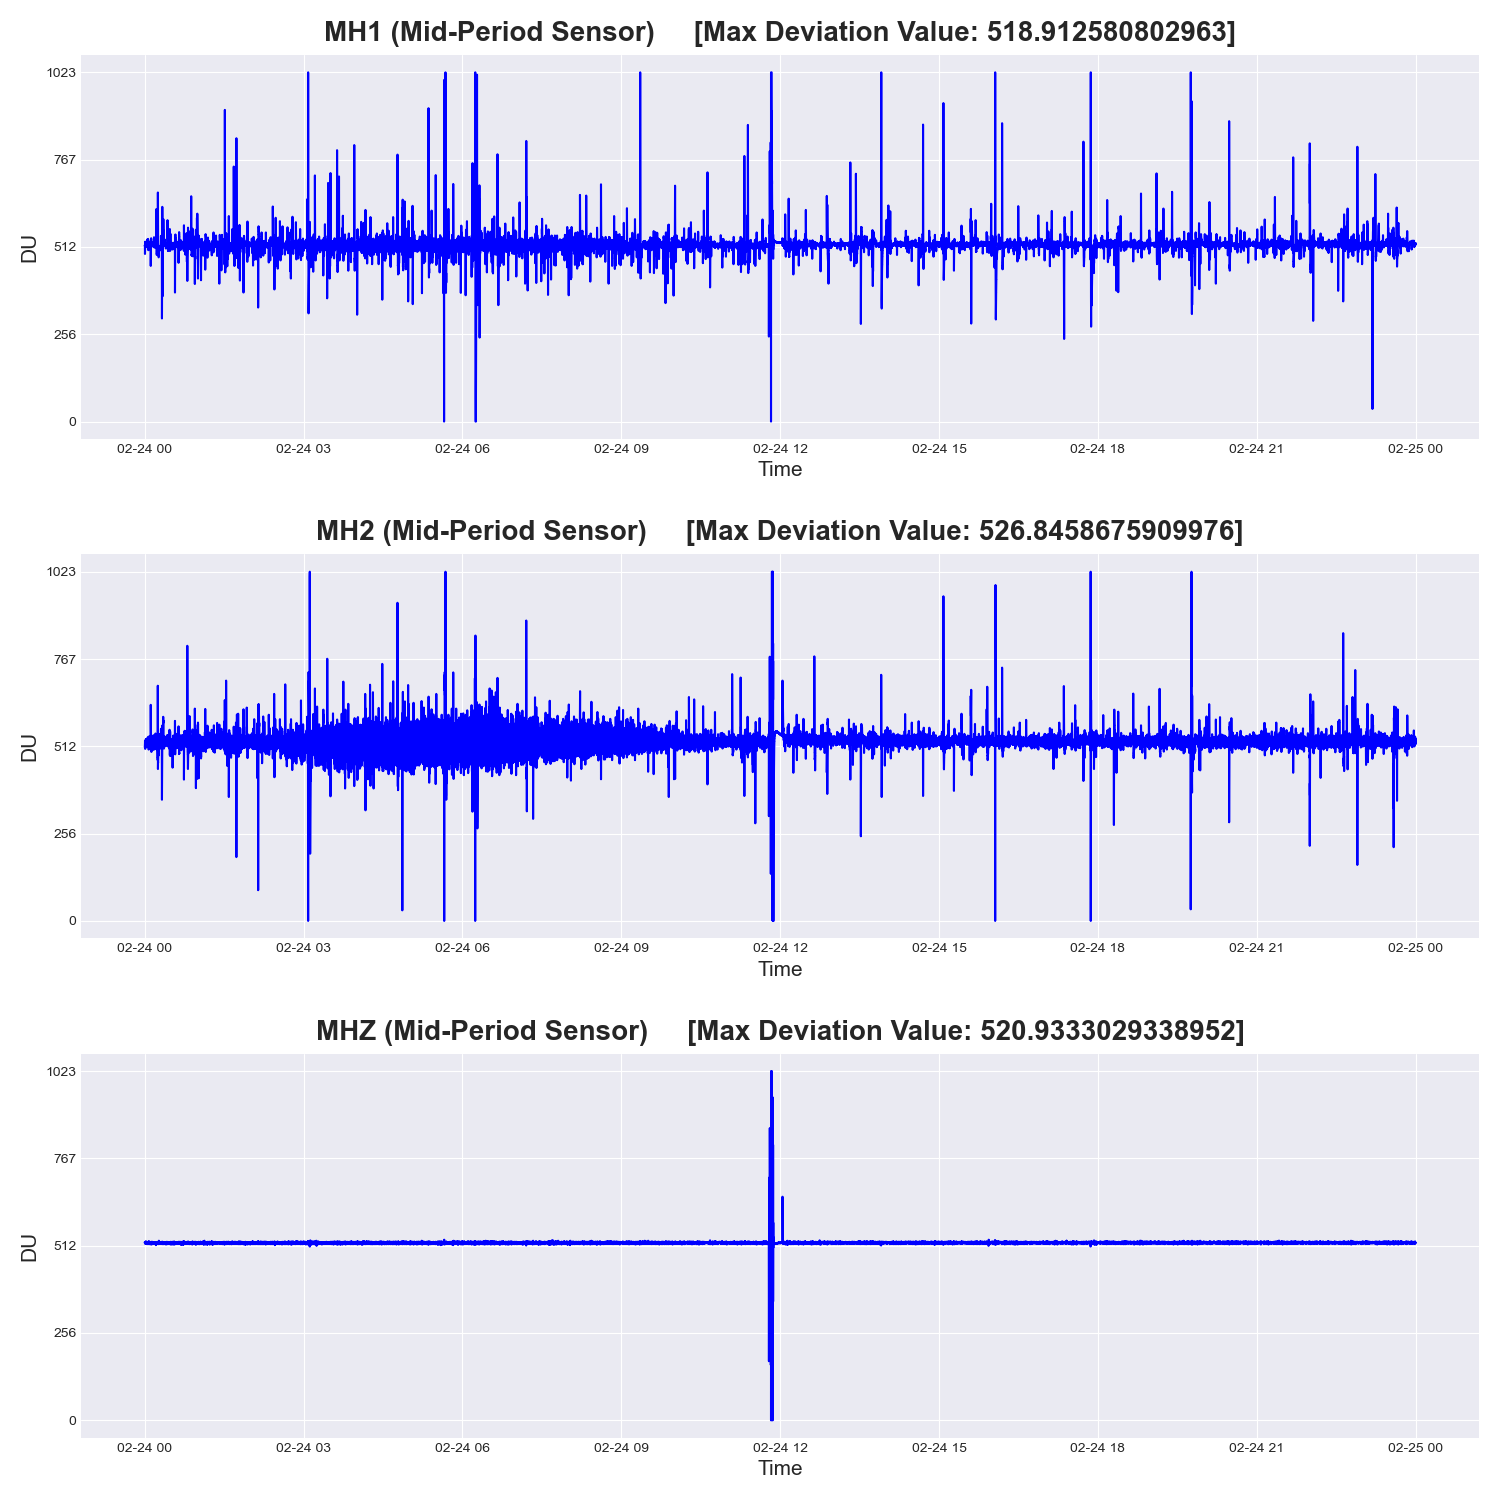 MH1 (Mid-Period Sensor) [Max Deviation Value: 518.912580802963]
1023
767
512
256
0
DU
02-24 00 02-24 03 02-24 06 02-24 09 02-24 12 02-24 15 02-24 18 02-24 21 02-25 00
Time
MH2 (Mid-Period Sensor) [Max Deviation Value: 526.8458675909976]
1023
767
512
256
0
DU
02-24 00 02-24 03 02-24 06 02-24 09 02-24 12 02-24 15 02-24 18 02-24 21 02-25 00
Time
MHZ (Mid-Period Sensor) [Max Deviation Value: 520.9333029338952]
1023
767
512
256
0
DU
02-24 00 02-24 03 02-24 06 02-24 09 02-24 12 02-24 15 02-24 18 02-24 21 02-25 00
Time